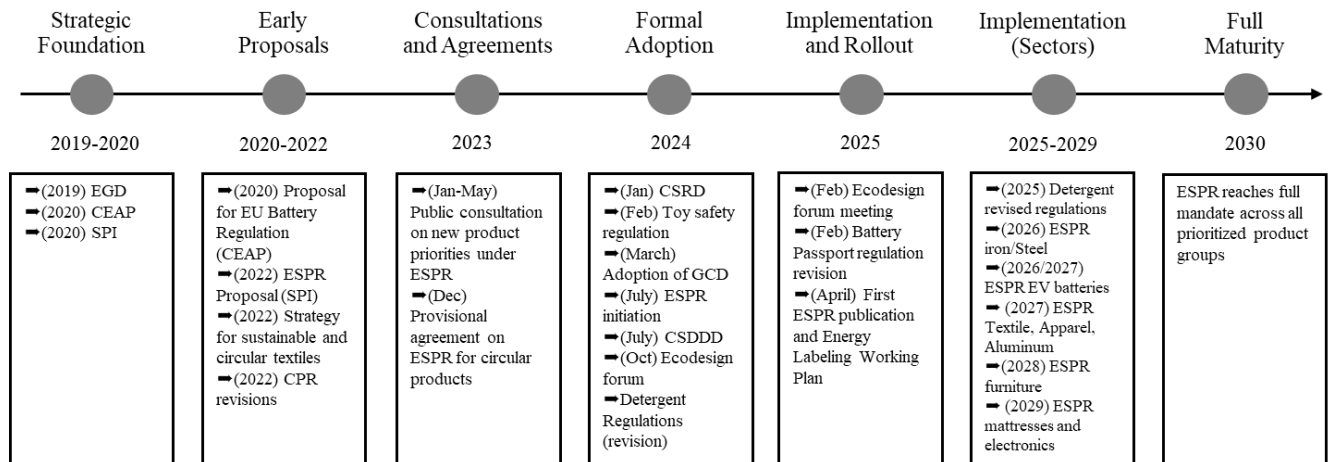 Strategic
Foundation
Early
Proposals
Consultations
and Agreements
Formal
Adoption
Implementation
and Rollout
Implementation
(Sectors)
Full
Maturity
2019-2020
2020-2022
2023
2024
2025
2025-2029
2030
➡(2019) EGD
➡(2020) CEAP
➡(2020) SPI
➡(2020) Proposal
for EU Battery
Regulation
(CEAP)
➡(2022) ESPR
Proposal (SPI)
➡(2022) Strategy
for sustainable and
circular textiles
➡(2022) CPR
revisions
➡(Jan-May)
Public consultation
on new product
priorities under
ESPR
➡(Dec)
Provisional
agreement on
ESPR for circular
products
➡(Jan) CSRD
➡(Feb) Toy safety
regulation
➡(March)
Adoption of GCD
➡(July) ESPR
initiation
➡(July) CSDDD
➡(Oct) Ecodesign
forum
➡Detergent
Regulations
(revision)
➡(Feb) Ecodesign
forum meeting
➡(Feb) Battery
Passport regulation
revision
➡(April) First
ESPR publication
and Energy
Labeling Working
Plan
➡(2025) Detergent
revised regulations
➡(2026) ESPR
iron/Steel
➡(2026/2027)
ESPR EV batteries
➡(2027) ESPR
Textile, Apparel,
Aluminum
➡(2028) ESPR
furniture
➡ (2029) ESPR
mattresses and
electronics
ESPR reaches full
mandate across all
prioritized product
groups